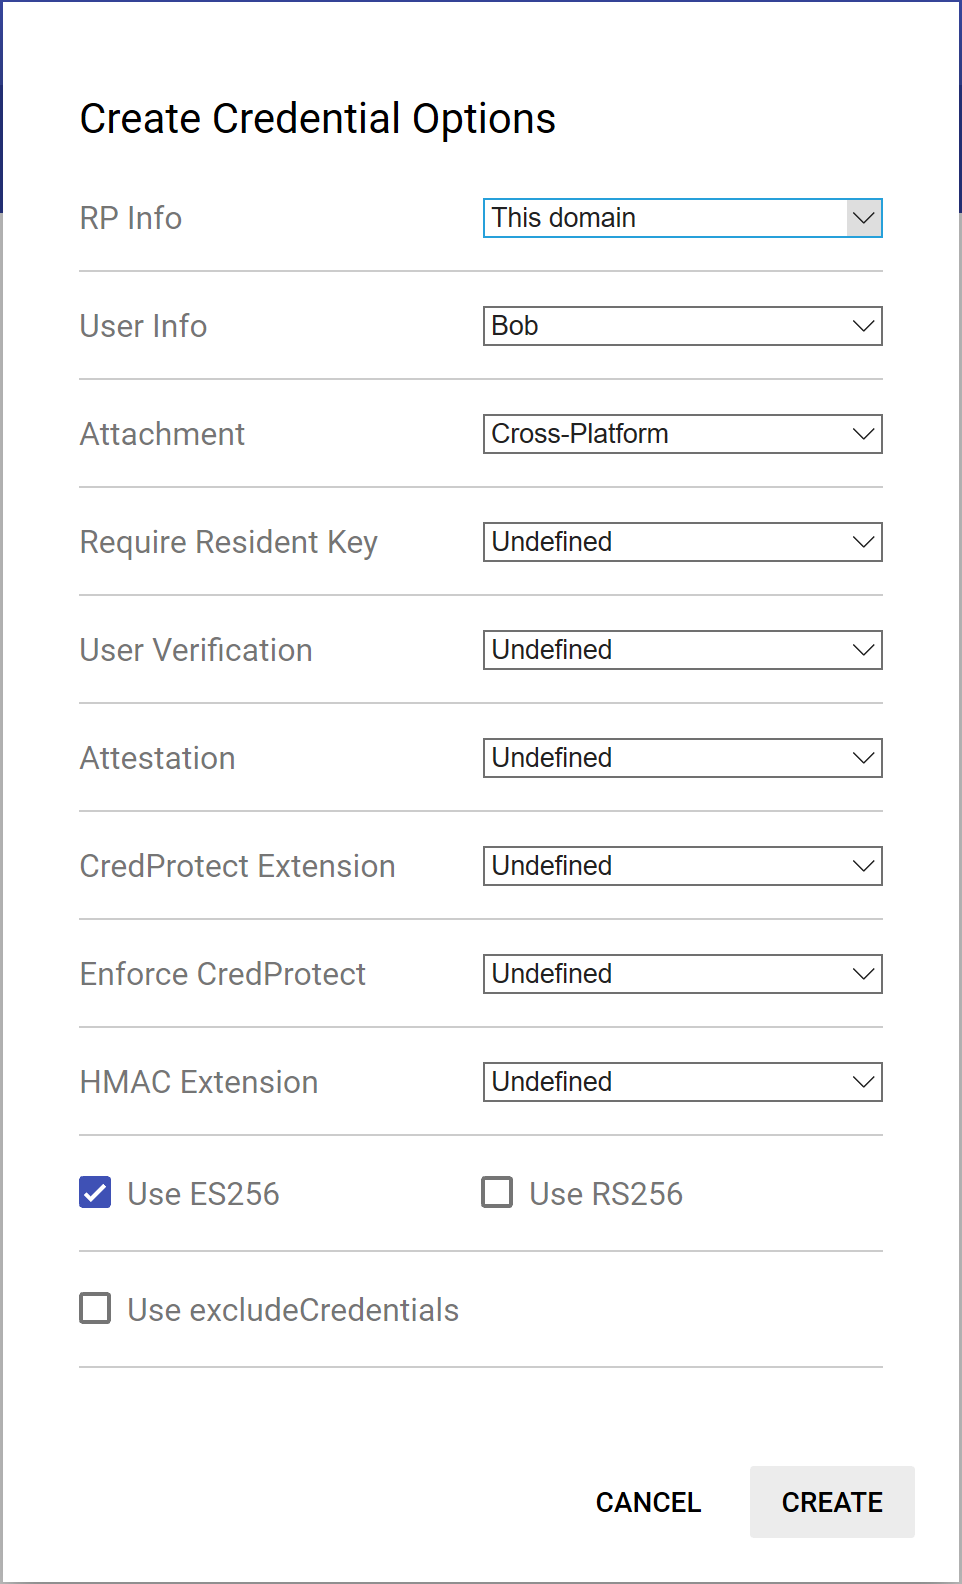 Create Credential Options
RP Info This domain
User Info Bob
Attachment Cross-Platform
Require Resident Key Undefined
User Verification Undefined
Attestation Undefined
CredProtect Extension Undefined
Enforce CredProtect Undefined
HMAC Extension Undefined
Use ES256 Use RS256
Use excludeCredentials
CANCEL CREATE